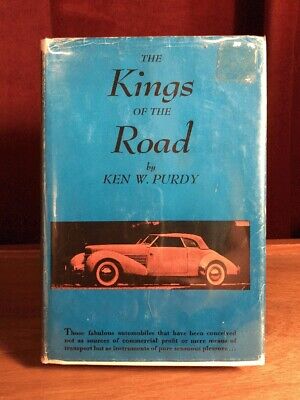 THE
Kings
OF THE
Road
by
KEN W. PURDY
Those fabulous automobiles that have been conceived
not as sources of commercial profit or mere means of
transport but as instruments of pure sensuous pleasure...